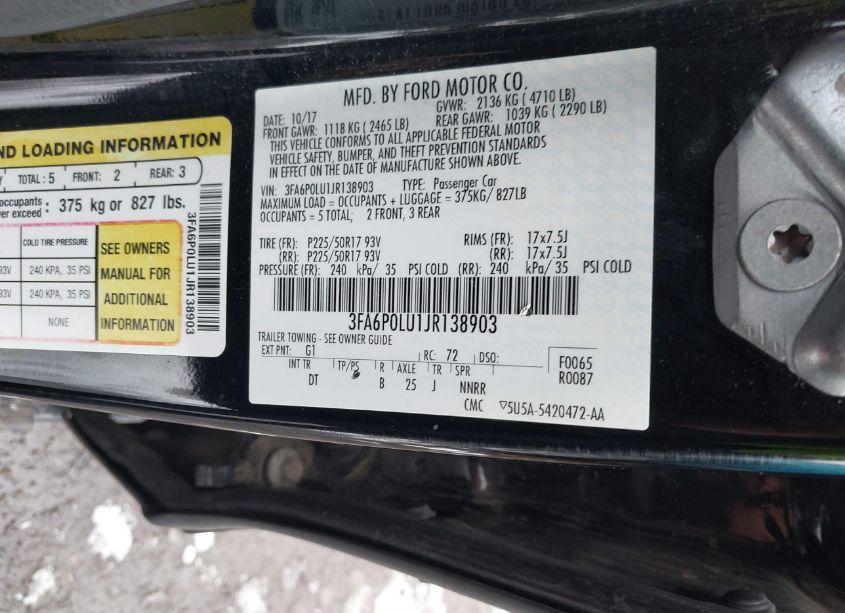 ND LOADING INFORMATION
TOTAL: 5 FRONT: 2 REAR: 3
occupants
ver exceed : 375 kg or 827 lbs.
COLD TIRE PRESSURE
93V 240 KPA, 35 PSI
93V 240 KPA, 35 PSI
NONE
SEE OWNERS
MANUAL FOR
ADDITIONAL
INFORMATION
3FA6P0LU1JR138903
MFD. BY FORD MOTOR CO.
DATE: 10/17 GVWR: 2136 KG ( 4710 LB)
FRONT GAWR: 1118 KG ( 2465 LB) REAR GAWR: 1039 KG ( 2290 LB)
THIS VEHICLE CONFORMS TO ALL APPLICABLE FEDERAL MOTOR
VEHICLE SAFETY, BUMPER, AND THEFT PREVENTION STANDARDS
IN EFFECT ON THE DATE OF MANUFACTURE SHOWN ABOVE.
VIN: 3FA6P0LU1JR138903 TYPE: Passenger Car
MAXIMUM LOAD = OCCUPANTS + LUGGAGE = 375KG/ 827LB
OCCUPANTS = 5 TOTAL; 2 FRONT, 3 REAR
TIRE (FR): P225/50R17 93V RIMS (FR): 17x7.5J
(RR): P225/50R17 93V (RR): 17x7.5J
PRESSURE (FR): 240 kPa/ 35 PSI COLD (RR): 240 kPa/ 35 PSI COLD
3FA6P0LU1JR138903
TRAILER TOWING - SEE OWNER GUIDE
EXT PNT: G1 RC: 72 DSO: F0065
INT TR TP/PS R AXLE TR SPR R0087
DT B 25 J NNRR
CMC ▽5U5A-5420472-AA